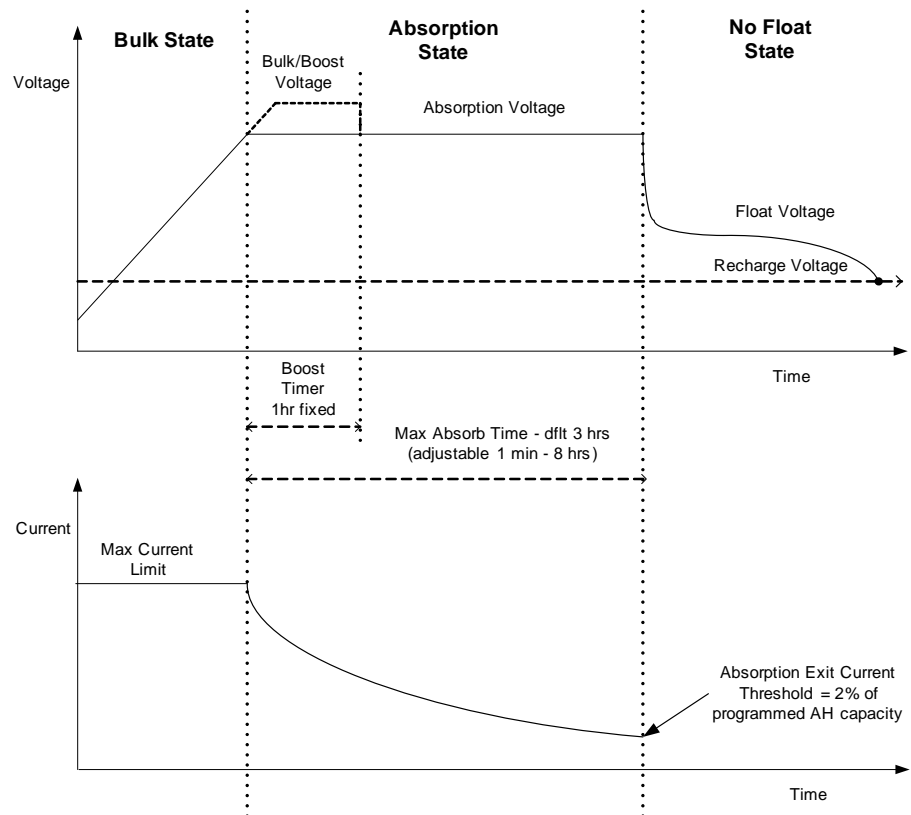 Bulk State
Absorption
State
No Float
State
Voltage
Bulk/Boost
Voltage
Absorption Voltage
Float Voltage
Recharge Voltage
Time
Boost
Timer
1hr fixed
Max Absorb Time - dflt 3 hrs
(adjustable 1 min - 8 hrs)
Current
Max Current
Limit
Absorption Exit Current
Threshold = 2% of
programmed AH capacity
Time